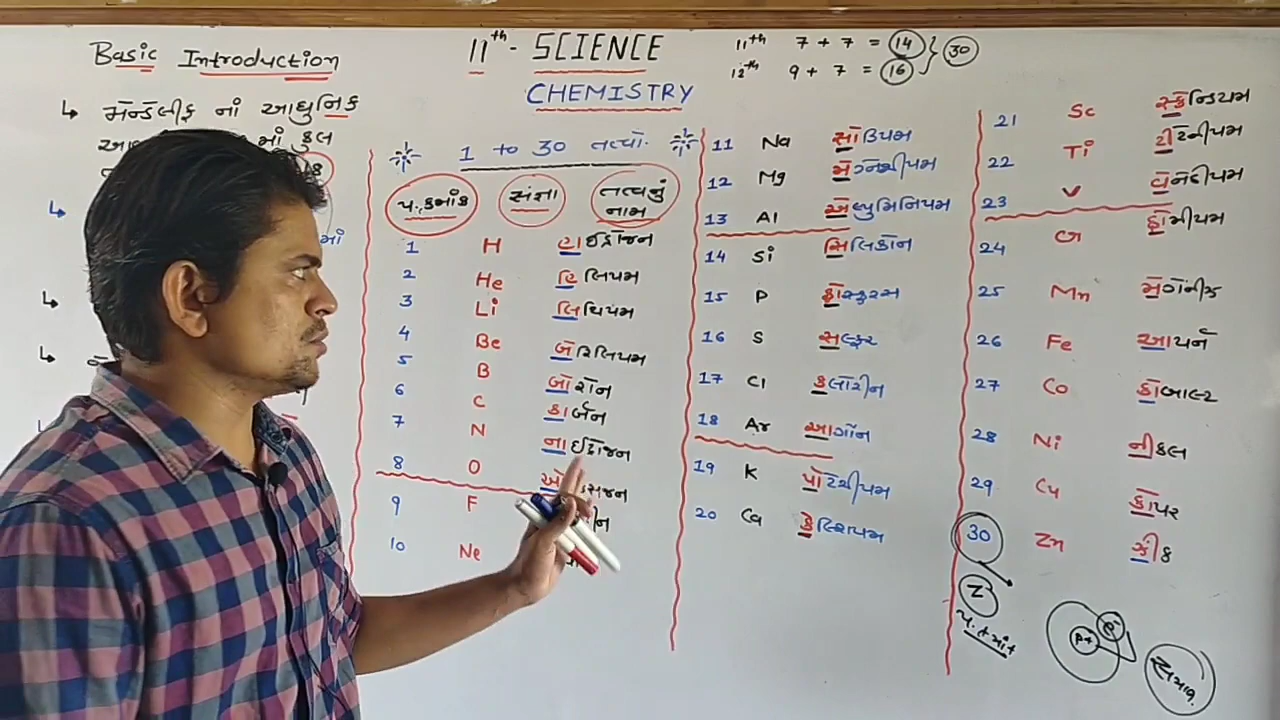 Basic Introduction
↳ મેન્ડેલીફ નાં આધુનિક
માં કુલ
માં
11th - SCIENCE
CHEMISTRY
11th 7 + 7 = 14
12th 9 + 7 = 16
30
1 to 30 તત્વો.
પ. ક્રમાંક સંજ્ઞા તત્વનું નામ
1 H હાઈડ્રોજન
2 He હિલિયમ
3 Li લિથિયમ
4 Be બેરિલિયમ
5 B બોરોન
6 C કાર્બન
7 N નાઈટ્રોજન
8 O
9 F
10 Ne
11 Na સોડિયમ
12 Mg મેગ્નેશીયમ
13 Al એલ્યુમિનિયમ
14 Si સિલિકોન
15 P ફોસ્ફરસ
16 S સલ્ફર
17 Cl ક્લોરીન
18 Ar આર્ગોન
19 K પોટેશીયમ
20 Ca કેલ્શિયમ
21 Sc સ્કેન્ડિયમ
22 Ti ટીટેનીયમ
23 V વેનેડીયમ
24 Cr ક્રોમીયમ
25 Mn મેંગેનીઝ
26 Fe આયર્ન
27 Co કોબાલ્ટ
28 Ni નીકલ
29 Cu કોપર
30 Zn ઝીંક
Z
P+ e-